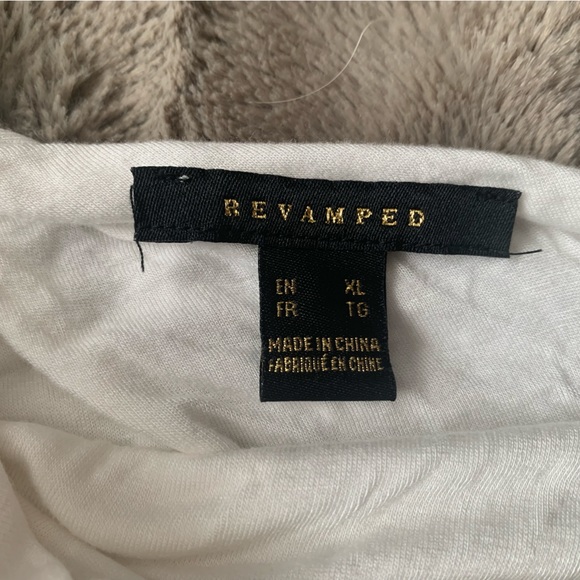 REVAMPED
EN XL
FR TG
MADE IN CHINA
FABRIQUÉ EN CHINE